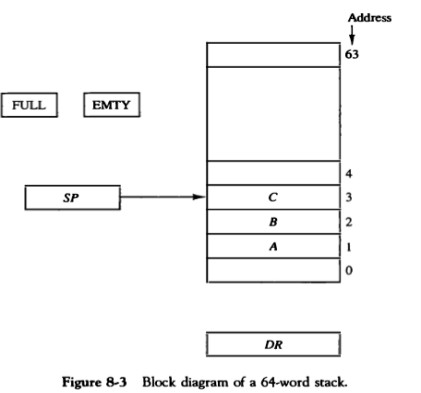 Address
63
FULL EMTY
4
SP C 3
B 2
A 1
0
DR
Figure 8-3 Block diagram of a 64-word stack.